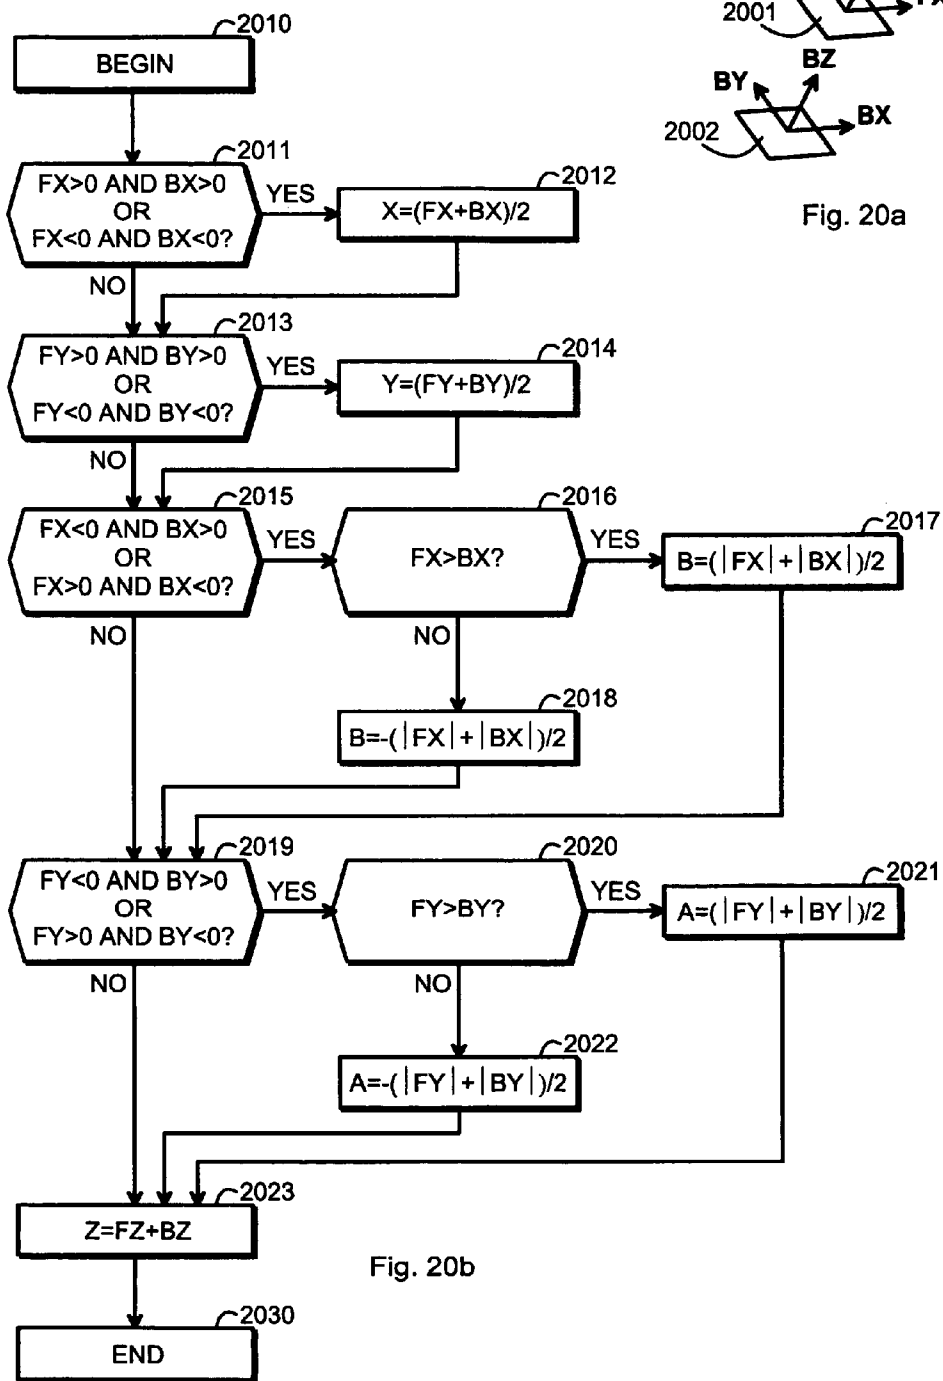 2010
BEGIN
2001
BZ
BY
BX
2002
Fig. 20a
2011
FX>0 AND BX>0
OR
FX<0 AND BX<0?
YES
2012
X=(FX+BX)/2
NO
2013
FY>0 AND BY>0
OR
FY<0 AND BY<0?
YES
2014
Y=(FY+BY)/2
NO
2015
FX<0 AND BX>0
OR
FX>0 AND BX<0?
YES
2016
FX>BX?
YES
2017
B=(|FX|+|BX|)/2
NO
NO
2018
B=-(|FX|+|BX|)/2
2019
FY<0 AND BY>0
OR
FY>0 AND BY<0?
YES
2020
FY>BY?
YES
2021
A=(|FY|+|BY|)/2
NO
NO
2022
A=-(|FY|+|BY|)/2
2023
Z=FZ+BZ
Fig. 20b
2030
END